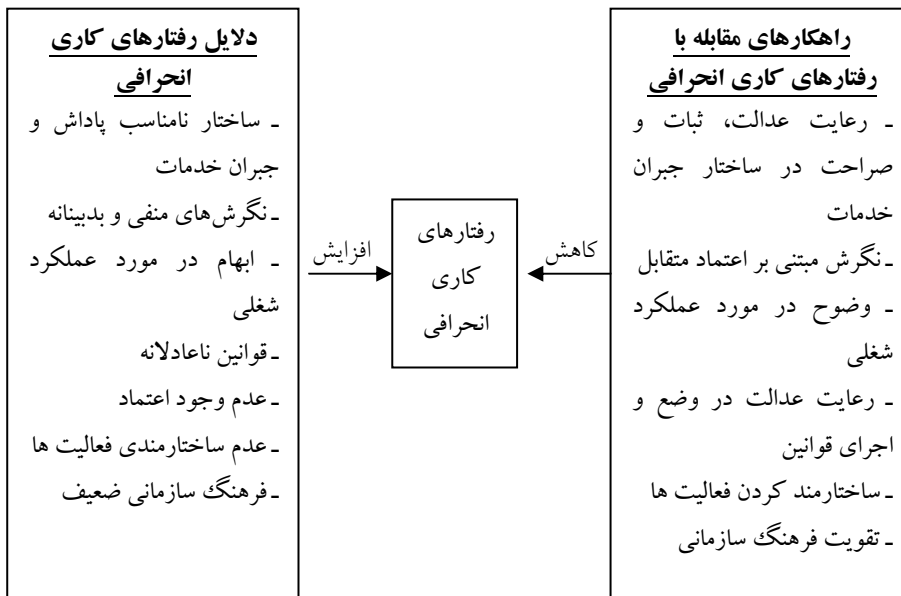 راهکارهای مقابله با
رفتارهای کاری انحرافی
ـ رعایت عدالت، ثبات و
صراحت در ساختار جبران
خدمات
ـ نگرش مبتنی بر اعتماد متقابل
ـ وضوح در مورد عملکرد
شغلی
ـ رعایت عدالت در وضع و
اجرای قوانین
ـ ساختارمند کردن فعالیت ها
ـ تقویت فرهنگ سازمانی
کاهش
رفتارهای
کاری
انحرافی
افزایش
دلایل رفتارهای کاری
انحرافی
ـ ساختار نامناسب پاداش و
جبران خدمات
ـ نگرش‌های منفی و بدبینانه
ـ ابهام در مورد عملکرد
شغلی
ـ قوانین ناعادلانه
ـ عدم وجود اعتماد
ـ عدم ساختارمندی فعالیت ها
ـ فرهنگ سازمانی ضعیف